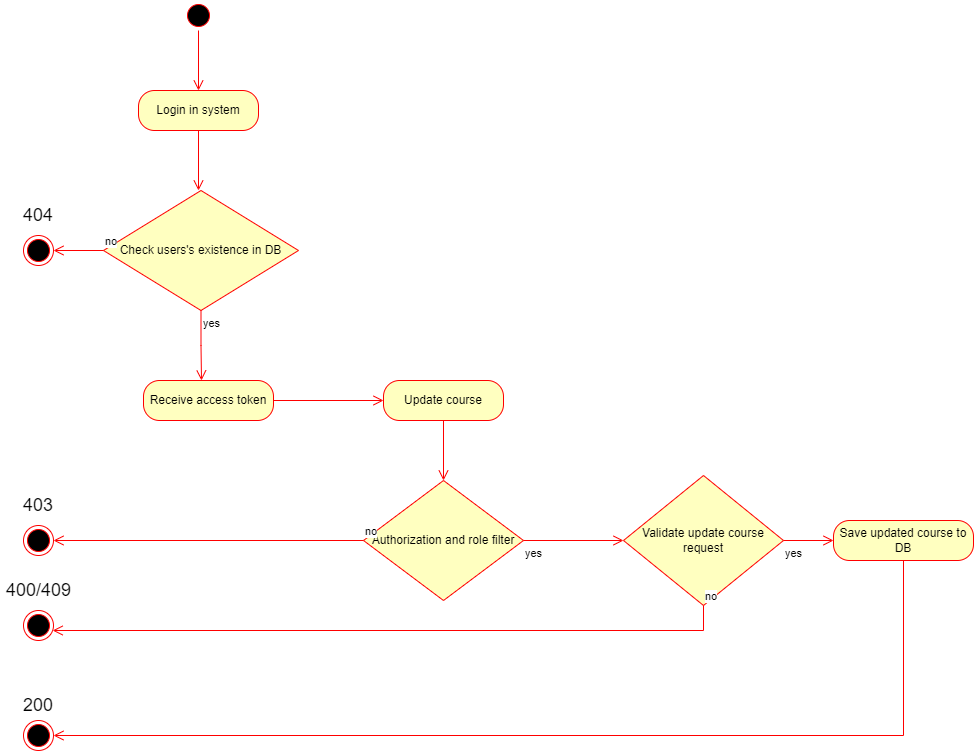 Login in system
404
no
Check users's existence in DB
yes
Receive access token
Update course
403
no
Authorization and role filter
yes
Validate update course
request
yes
Save updated course to
DB
400/409
no
200